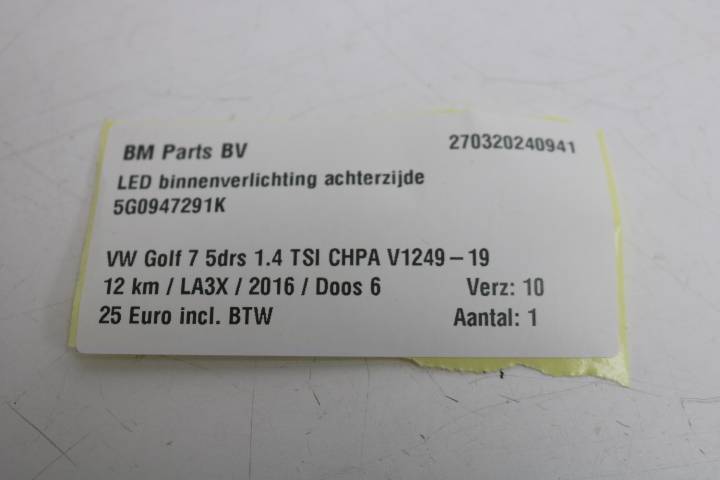 BM Parts BV 270320240941
LED binnenverlichting achterzijde
5G0947291K
VW Golf 7 5drs 1.4 TSI CHPA V1249 – 19
12 km / LA3X / 2016 / Doos 6 Verz: 10
25 Euro incl. BTW Aantal: 1